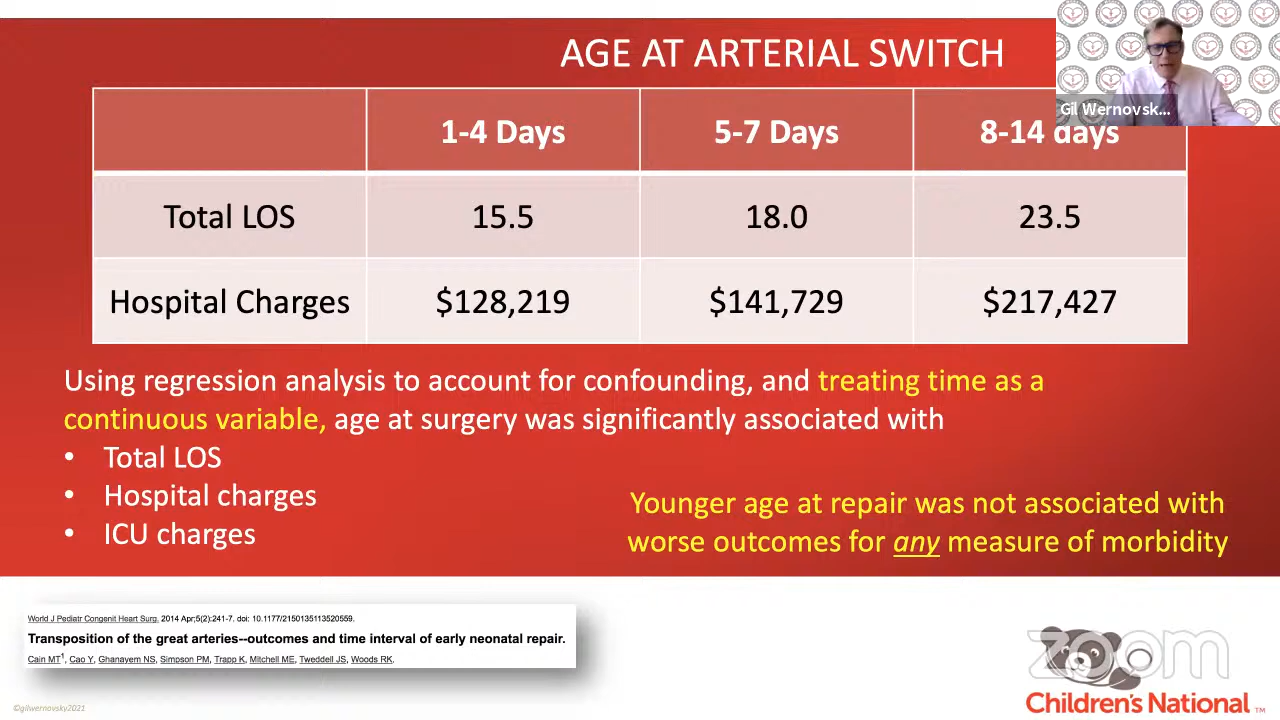 AGE AT ARTERIAL SWITCH
Gil Wernovsk...
1-4 Days 5-7 Days 8-14 days
Total LOS 15.5 18.0 23.5
Hospital Charges $128,219 $141,729 $217,427
Using regression analysis to account for confounding, and treating time as a
continuous variable, age at surgery was significantly associated with
• Total LOS
• Hospital charges
• ICU charges
Younger age at repair was not associated with
worse outcomes for any measure of morbidity
World J Pediatr Congenit Heart Surg. 2014 Apr;5(2):241-7. doi: 10.1177/2150135113520559.
Transposition of the great arteries--outcomes and time interval of early neonatal repair.
Cain MT1, Cao Y, Ghanayem NS, Simpson PM, Trapp K, Mitchell ME, Tweddell JS, Woods RK.
zoom
Children's National TM
©gilwernovsky2021